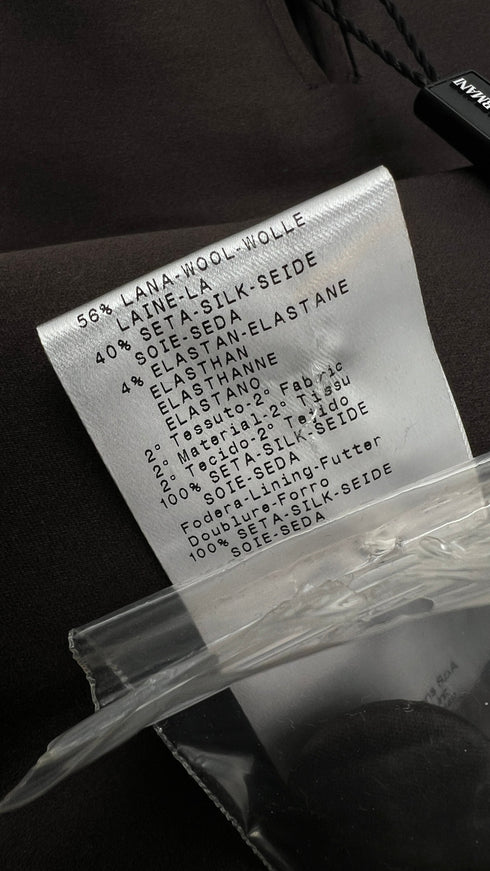 ARMANI
56% LANA-WOOL-WOLLE
LAINE-LA
40% SETA-SILK-SEIDE
SOIE-SEDA
4% ELASTAN-ELASTANE
ELASTHAN
ELASTHANNE
ELASTANO
2° Tessuto-2° Fabric
2° Material-2° Tissu
2° Tecido-2° Tejido
100% SETA-SILK-SEIDE
SOIE-SEDA
Fodera-Lining-Futter
Doublure-Forro
100% SETA-SILK-SEIDE
SOIE-SEDA